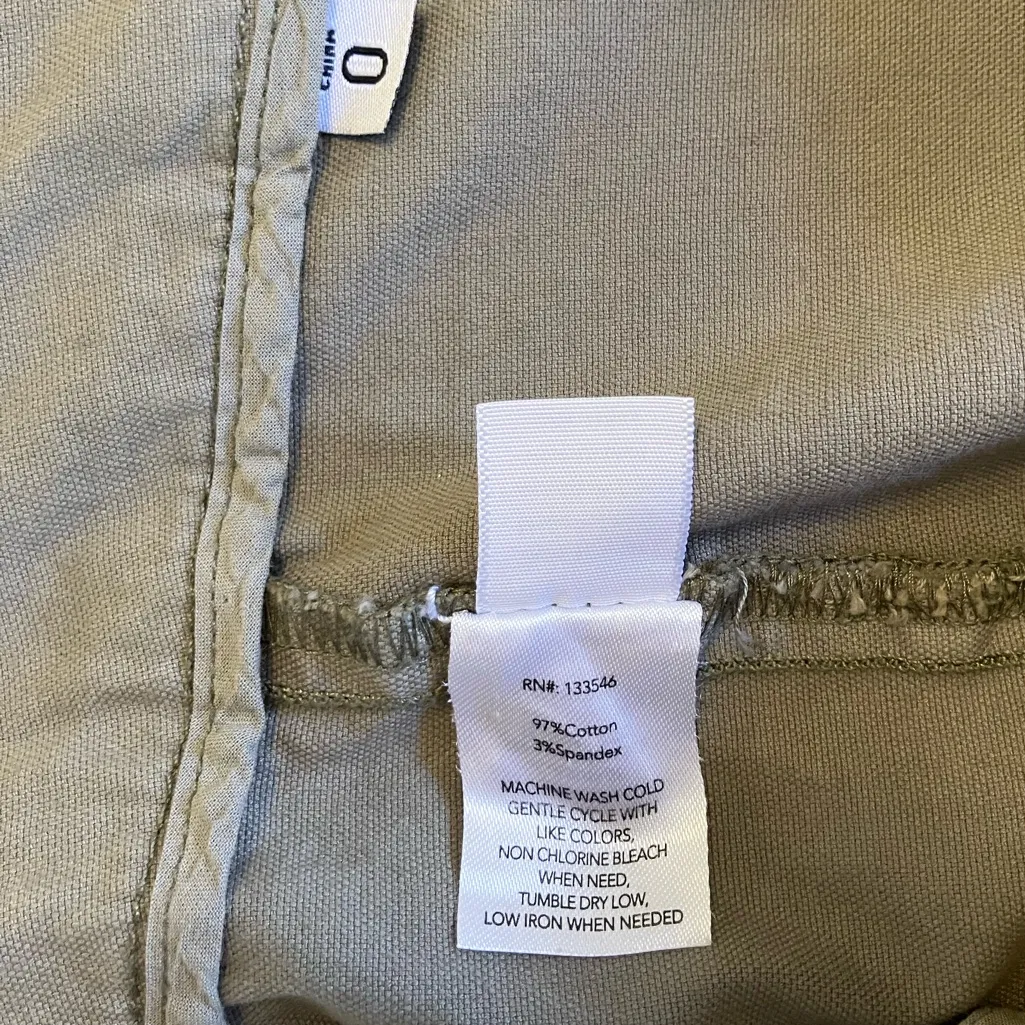 CHINA
0
RN#: 133546
97%Cotton
3%Spandex
MACHINE WASH COLD
GENTLE CYCLE WITH
LIKE COLORS,
NON CHLORINE BLEACH
WHEN NEED,
TUMBLE DRY LOW,
LOW IRON WHEN NEEDED